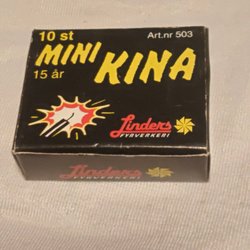 10 st
Art.nr 503
MINI KINA
15 år
Linders
FYRVERKERI
Linders